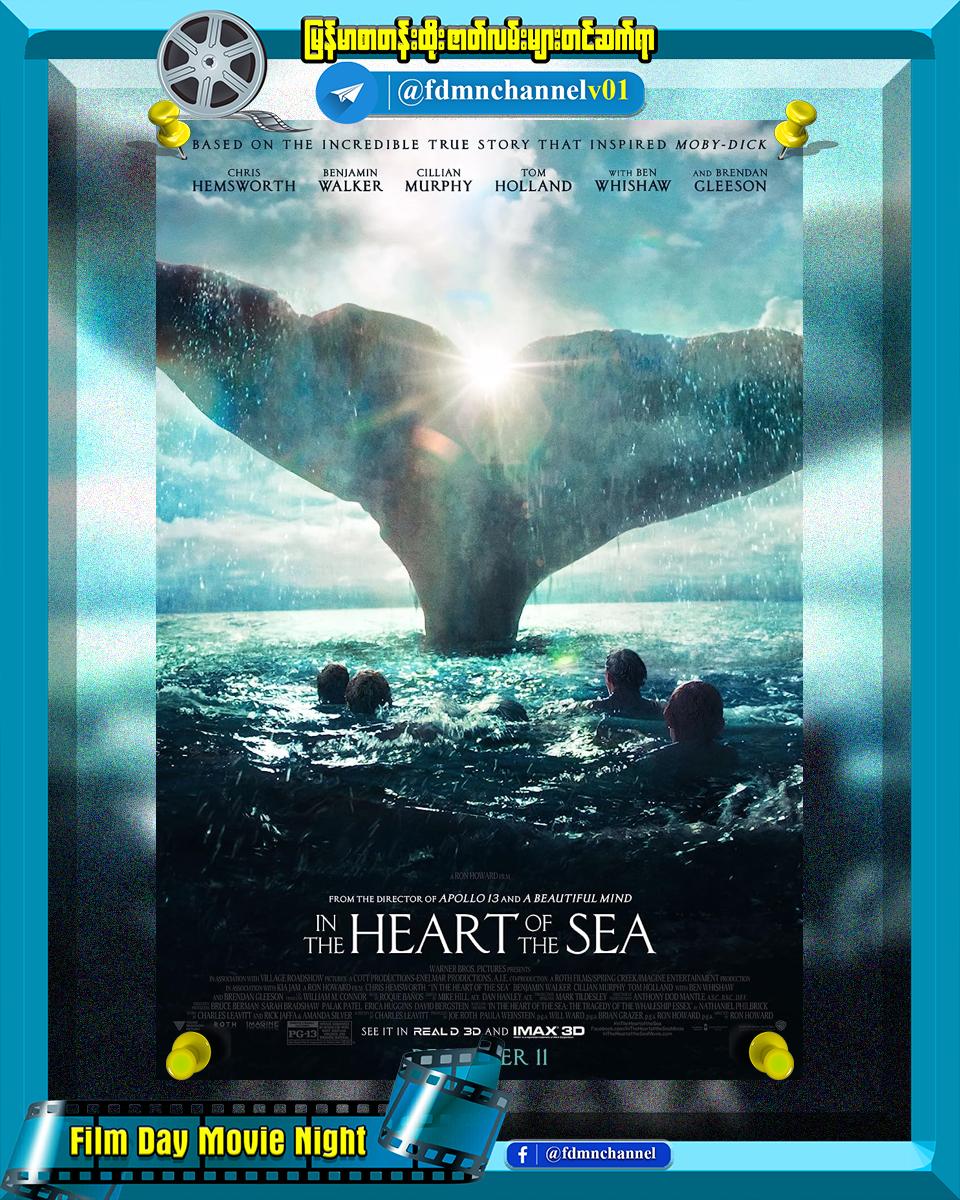 မြန်မာစာတန်းထိုးဇာတ်လမ်းများတင်ဆက်ရာ
@fdmnchannelv01
BASED ON THE INCREDIBLE TRUE STORY THAT INSPIRED MOBY-DICK
CHRIS HEMSWORTH BENJAMIN WALKER CILLIAN MURPHY TOM HOLLAND WITH BEN WHISHAW AND BRENDAN GLEESON
A RON HOWARD FILM
FROM THE DIRECTOR OF APOLLO 13 AND A BEAUTIFUL MIND
IN THE HEART OF THE SEA
WARNER BROS. PICTURES PRESENTS
PG-13
SEE IT IN REAL D 3D AND IMAX 3D
ER 11
Film Day Movie Night
@fdmnchannel